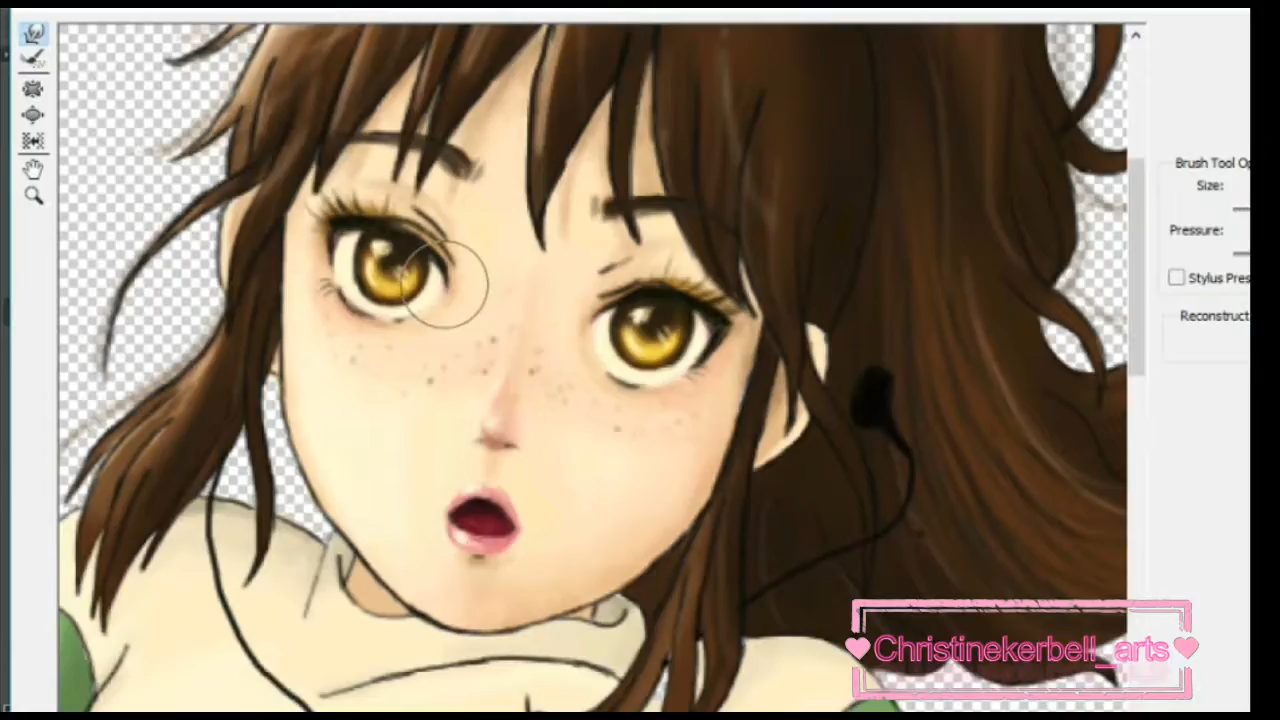 Brush Tool Op
Size:
Pressure:
Stylus Pres
Reconstruct
Christinekerbell_arts